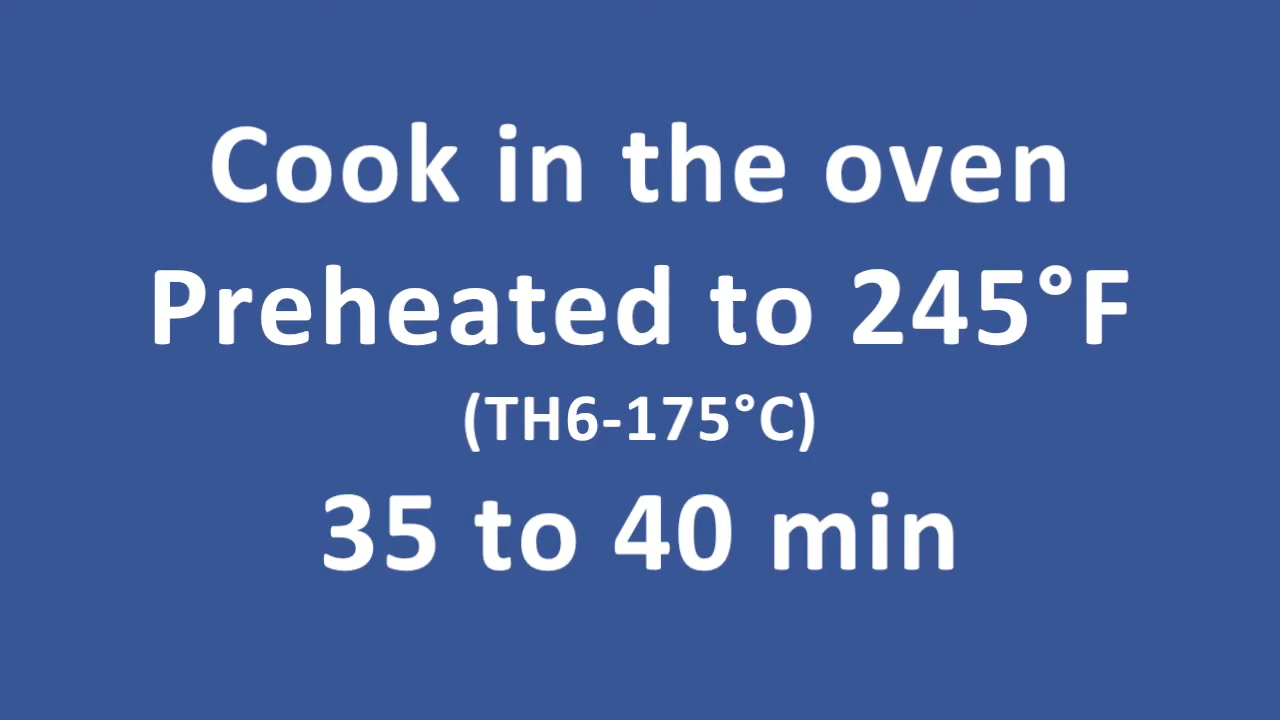 Cook in the oven
Preheated to 245°F
(TH6-175°C)
35 to 40 min